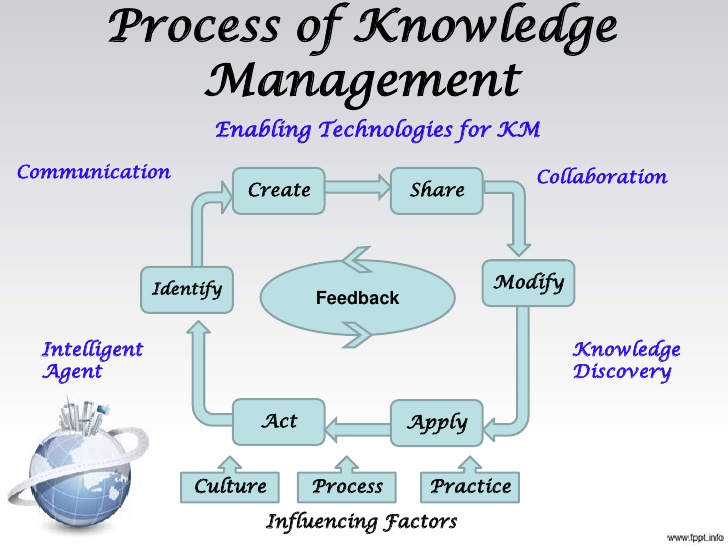 Process of Knowledge
Management
Enabling Technologies for KM
Communication
Collaboration
Create
Share
Identify
Feedback
Modify
Intelligent
Agent
Knowledge
Discovery
Act
Apply
Culture
Process
Practice
Influencing Factors
www.fppt.info